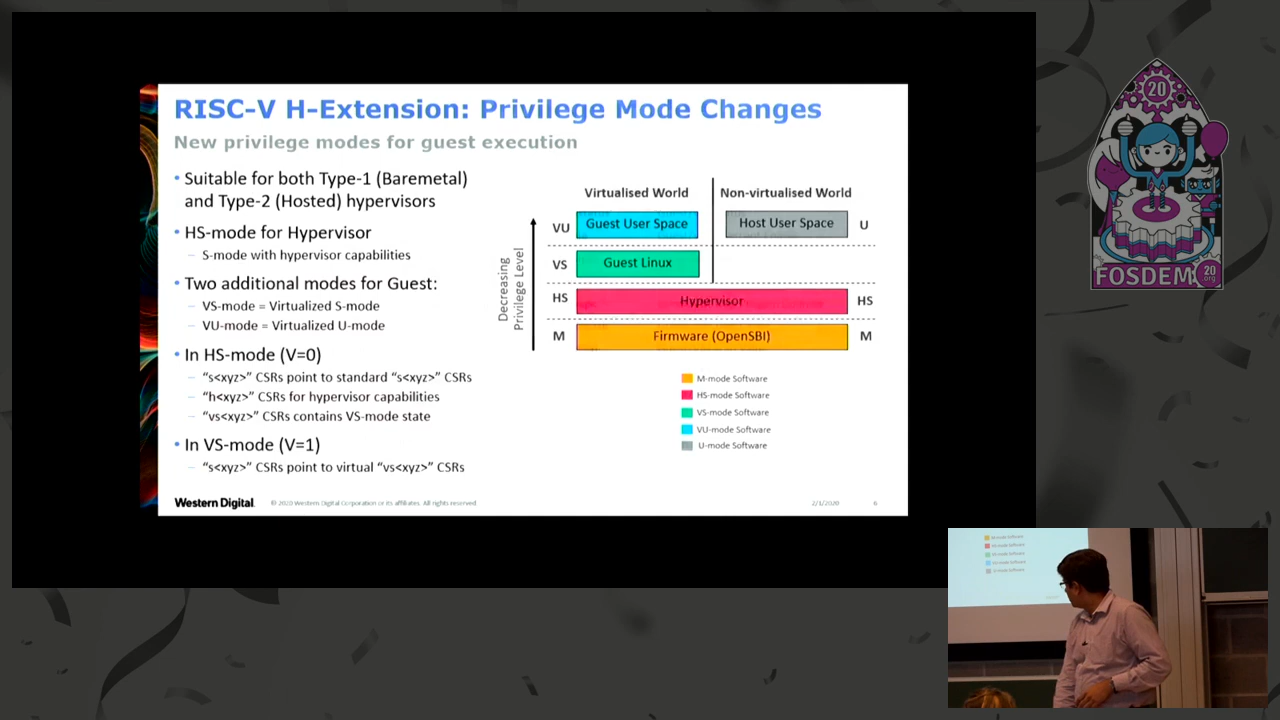 RISC-V H-Extension: Privilege Mode Changes
New privilege modes for guest execution
• Suitable for both Type-1 (Baremetal)
and Type-2 (Hosted) hypervisors
• HS-mode for Hypervisor
– S-mode with hypervisor capabilities
• Two additional modes for Guest:
– VS-mode = Virtualized S-mode
– VU-mode = Virtualized U-mode
• In HS-mode (V=0)
– “s<xyz>” CSRs point to standard “s<xyz>” CSRs
– “h<xyz>” CSRs for hypervisor capabilities
– “vs<xyz>” CSRs contains VS-mode state
• In VS-mode (V=1)
– “s<xyz>” CSRs point to virtual “vs<xyz>” CSRs
Virtualised World
Non-virtualised World
VU
Guest User Space
Host User Space
U
VS
Guest Linux
HS
Hypervisor
HS
M
Firmware (OpenSBI)
M
Decreasing
Privilege Level
M-mode Software
HS-mode Software
VS-mode Software
VU-mode Software
U-mode Software
Western Digital
© 2020 Western Digital Corporation or its affiliates. All rights reserved.
2/1/2020
6
20
FOSDEM
20
.org